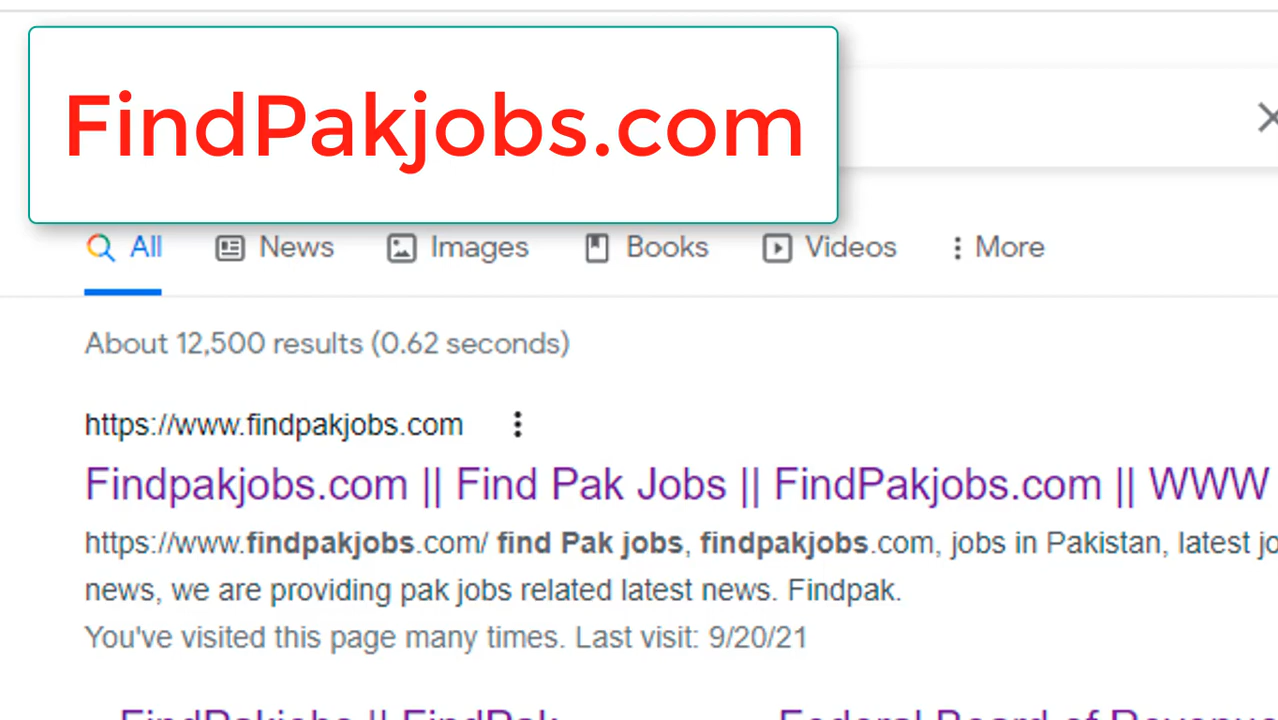 FindPakjobs.com
All News Images Books Videos More
About 12,500 results (0.62 seconds)
https://www.findpakjobs.com
Findpakjobs.com || Find Pak Jobs || FindPakjobs.com || WWW
https://www.findpakjobs.com/ find Pak jobs, findpakjobs.com, jobs in Pakistan, latest jo
news, we are providing pak jobs related latest news. Findpak.
You've visited this page many times. Last visit: 9/20/21
FindPakjobs || FindPak Federal Board of Revenue